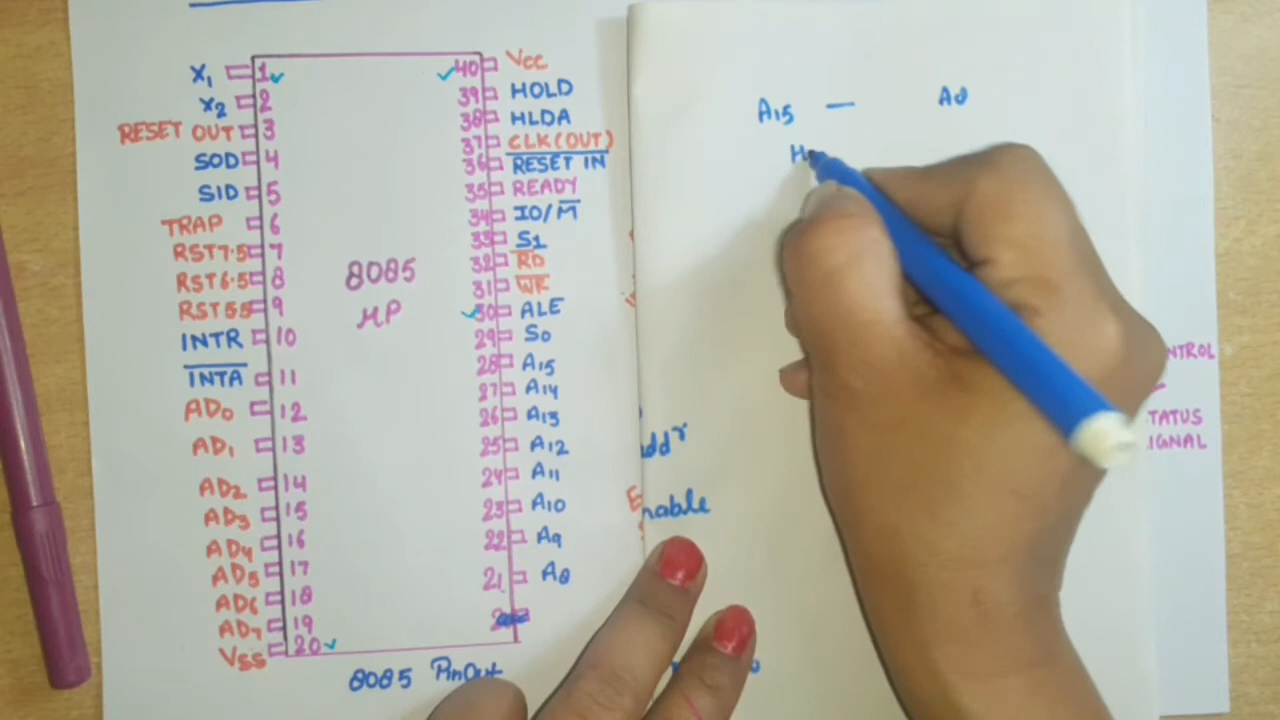 X1
X2
RESET OUT
SOD
SID
TRAP
RST7.5
RST6.5
RST5.5
INTR
INTA
AD0
AD1
AD2
AD3
AD4
AD5
AD6
AD7
VSS
1
2
3
4
5
6
7
8
9
10
11
12
13
14
15
16
17
18
19
20
8085
μP
40
39
38
37
36
35
34
33
32
31
30
29
28
27
26
25
24
23
22
21
Vcc
HOLD
HLDA
CLK(OUT)
RESET IN
READY
IO/M
S1
RD
WR
ALE
S0
A15
A14
A13
A12
A11
A10
A9
A8
8085 PinOut
A15 — A8
H
addr
nable
NTROL
TATUS
IGNAL